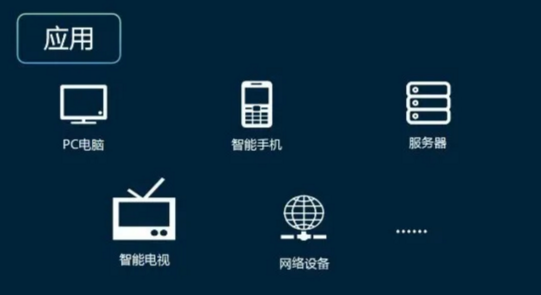 应用
PC电脑
智能手机
服务器
智能电视
网络设备
······